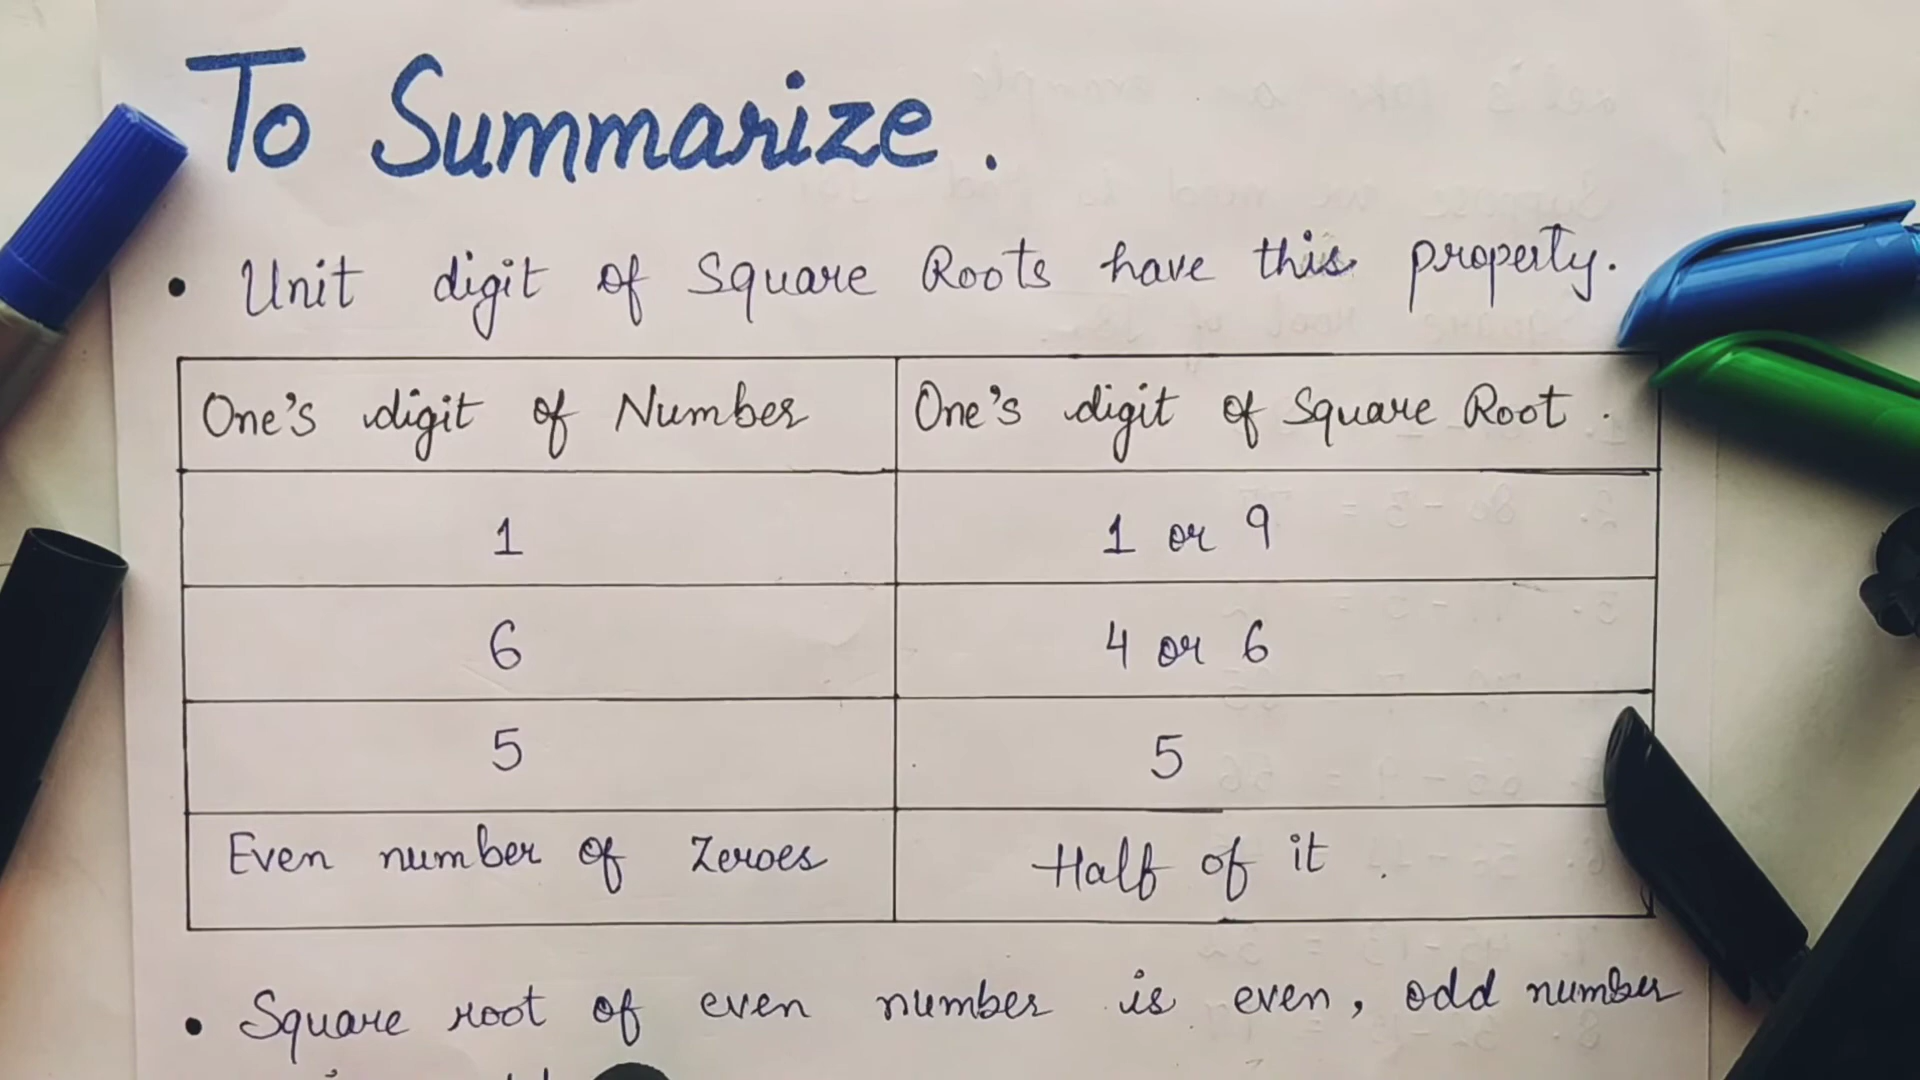 To Summarize.
• Unit digit of Square Roots have this property.
One's digit of Number
One's digit of Square Root.
1
1 or 9
6
4 or 6
5
5
Even number of Zeroes
Half of it.
• Square root of even number is even, odd number